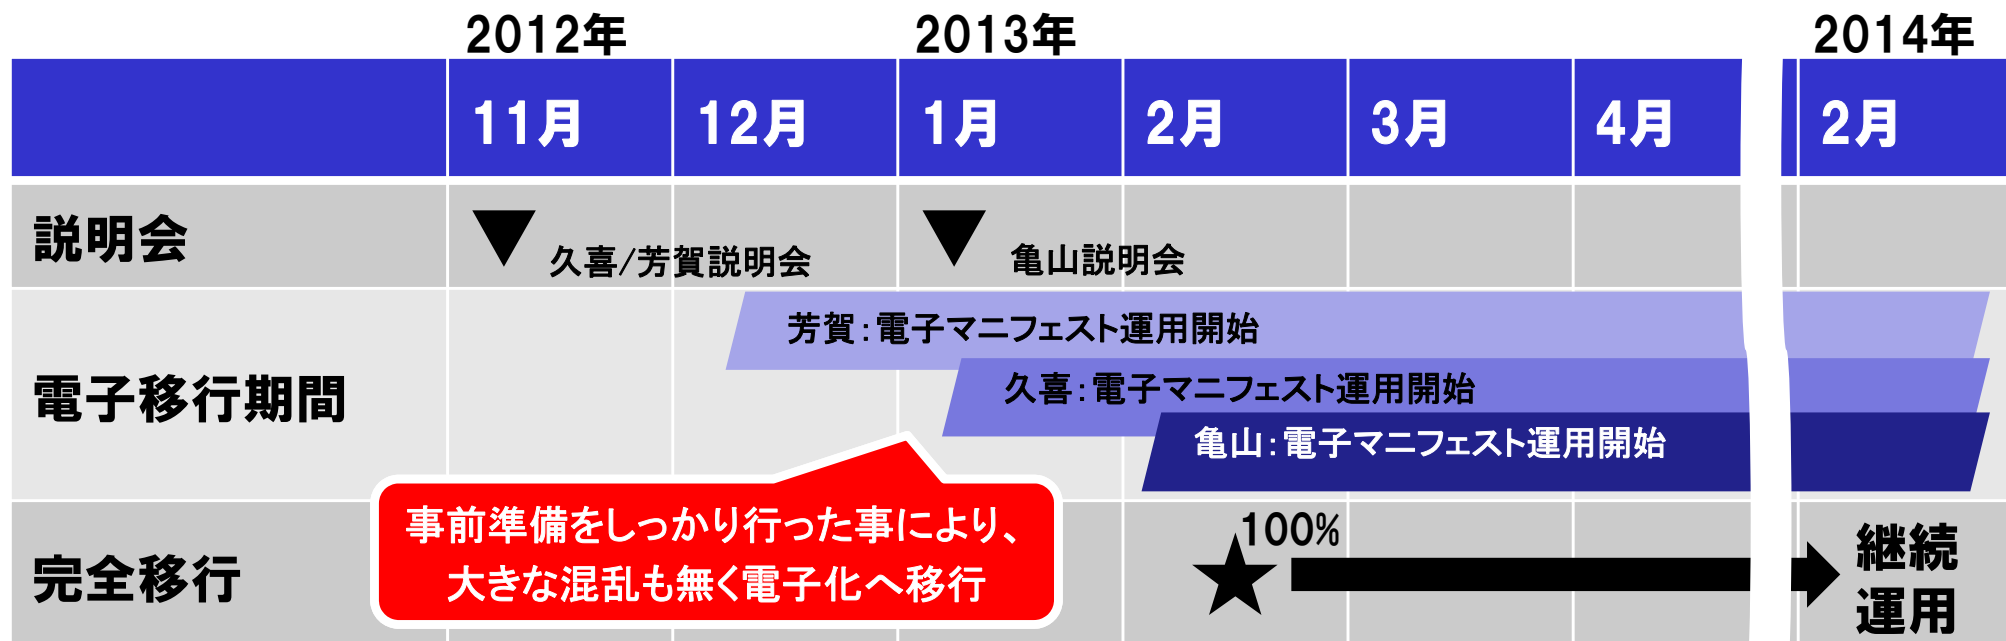 2012年 2013年 2014年
11月 12月 1月 2月 3月 4月 2月
説明会
久喜/芳賀説明会
亀山説明会
電子移行期間
芳賀：電子マニフェスト運用開始
久喜：電子マニフェスト運用開始
亀山：電子マニフェスト運用開始
事前準備をしっかり行った事により、
大きな混乱も無く電子化へ移行
完全移行
100%
継続
運用